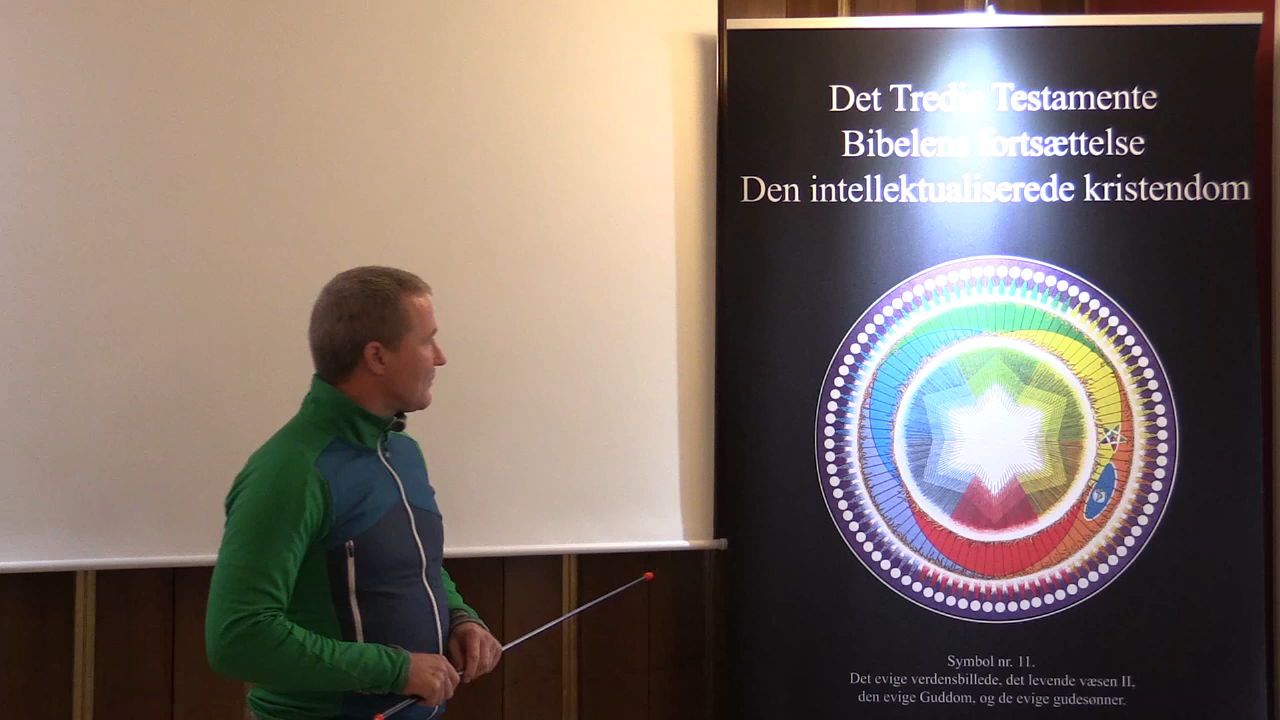 Det Tredie Testamente
Bibelens fortsættelse
Den intellektualiserede kristendom
Symbol nr. 11.
Det evige verdensbillede, det levende væsen II,
den evige Guddom, og de evige gudesønner.